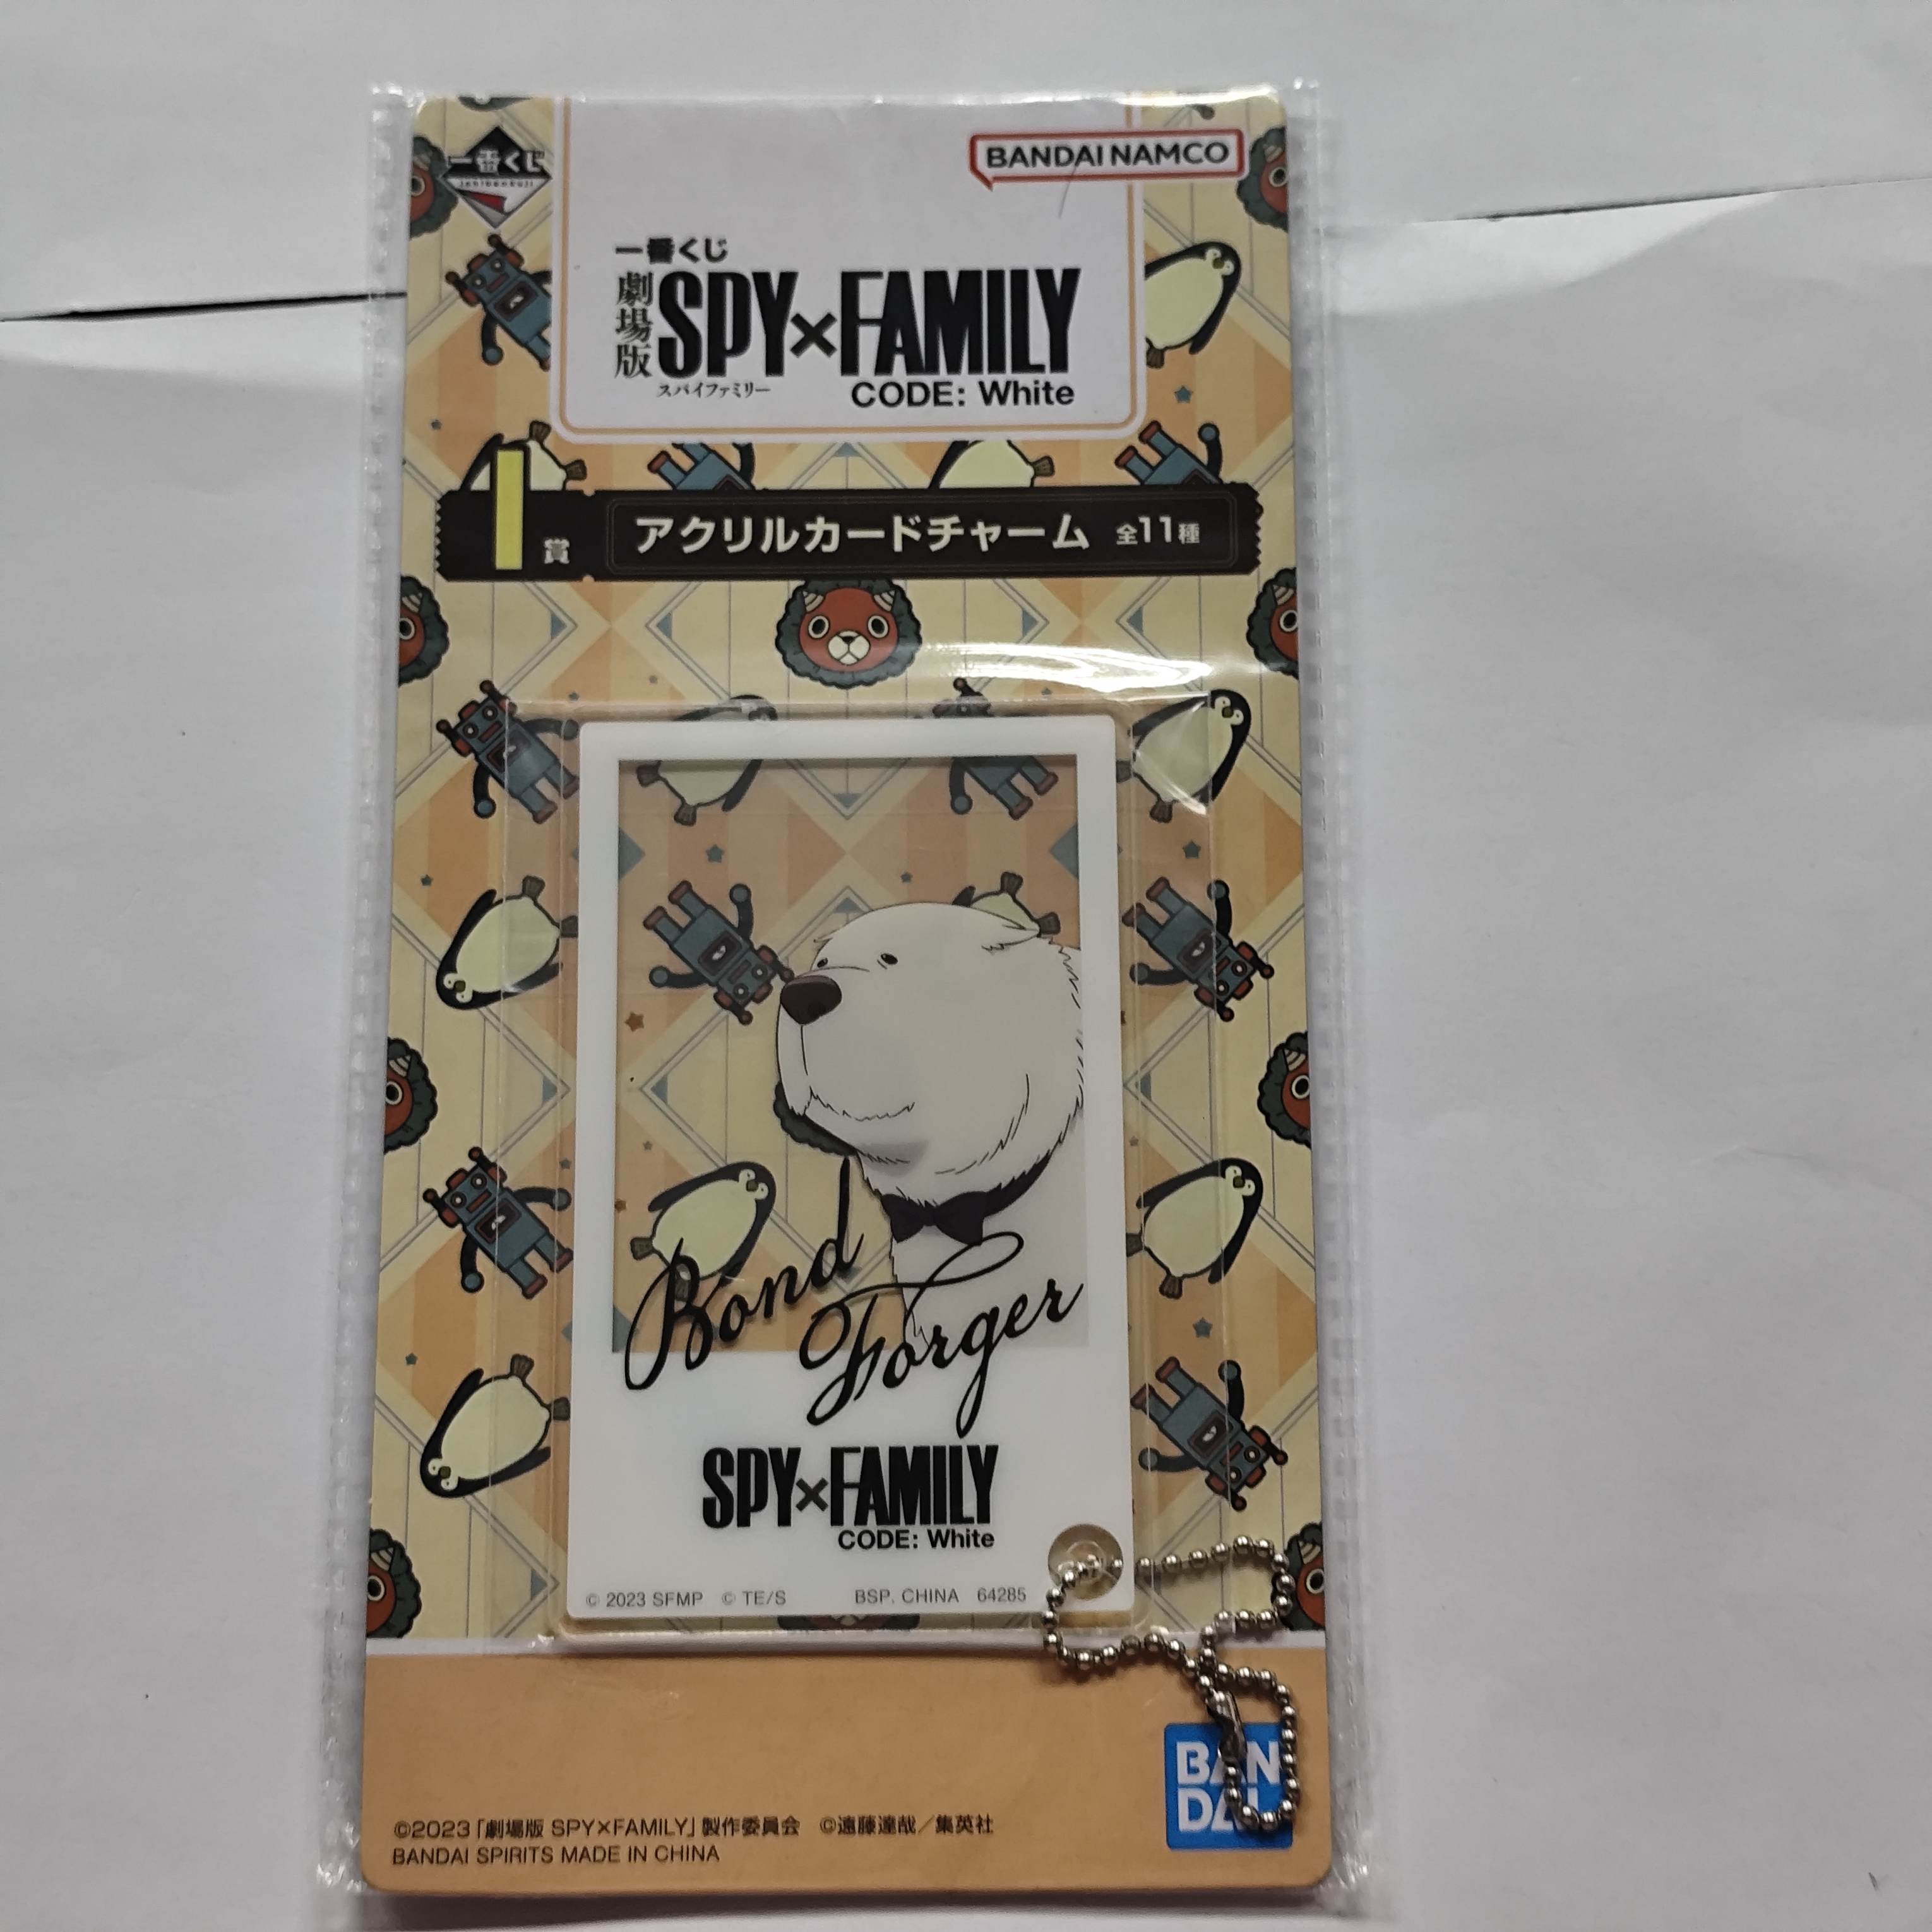 一番くじ
ichibankuji
BANDAI NAMCO
一番くじ
劇場版 SPY×FAMILY
スパイファミリー
CODE: White
I賞 アクリルカードチャーム 全11種
Bond
Forger
SPY×FAMILY
CODE: White
© 2023 SFMP © TE/S BSP. CHINA 64285
BAN
DAI
©2023「劇場版 SPY×FAMILY」製作委員会 ©遠藤達哉／集英社
BANDAI SPIRITS MADE IN CHINA